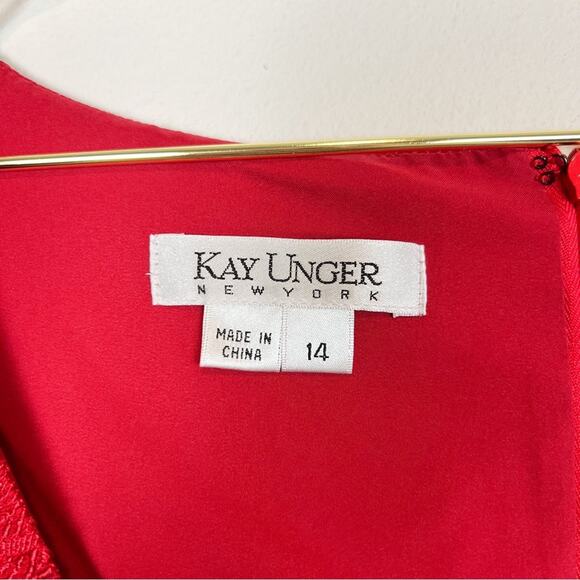 KAY UNGER
NEW YORK
MADE IN
CHINA
14